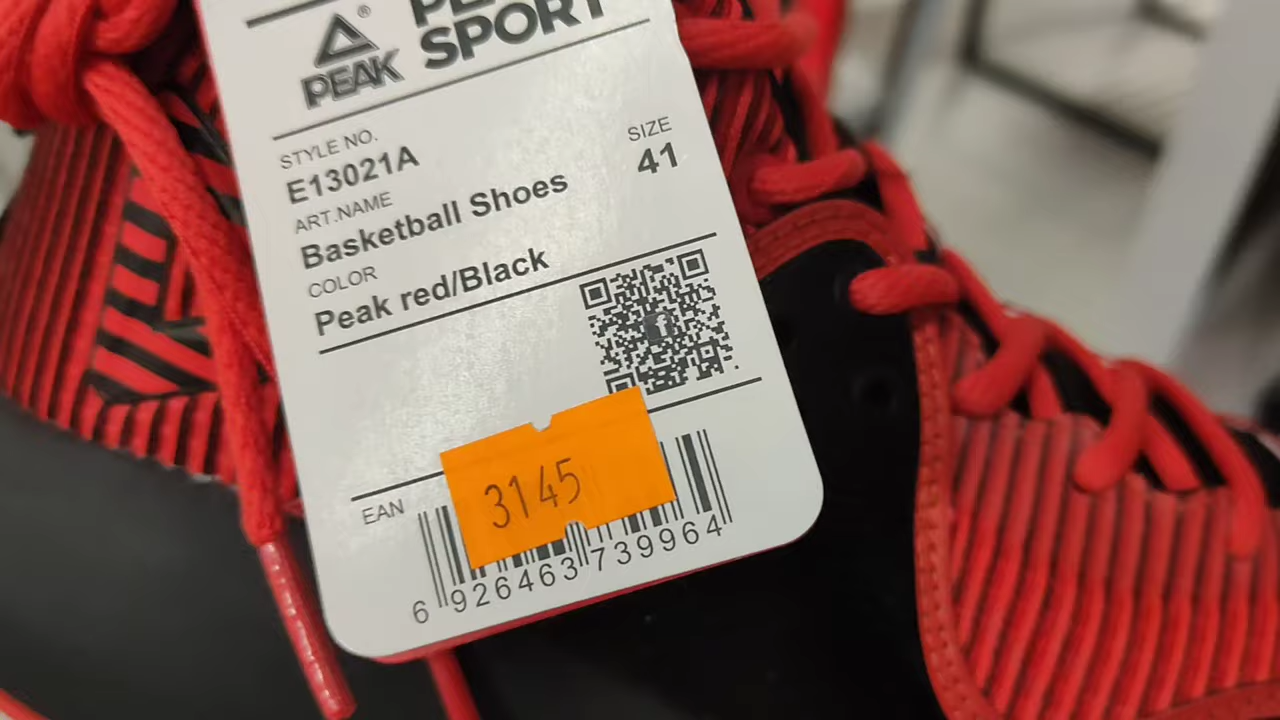 PEAK SPORT
PEAK®
STYLE NO.
E13021A
SIZE
41
ART.NAME
Basketball Shoes
COLOR
Peak red/Black
3145
EAN
6 926463 739964